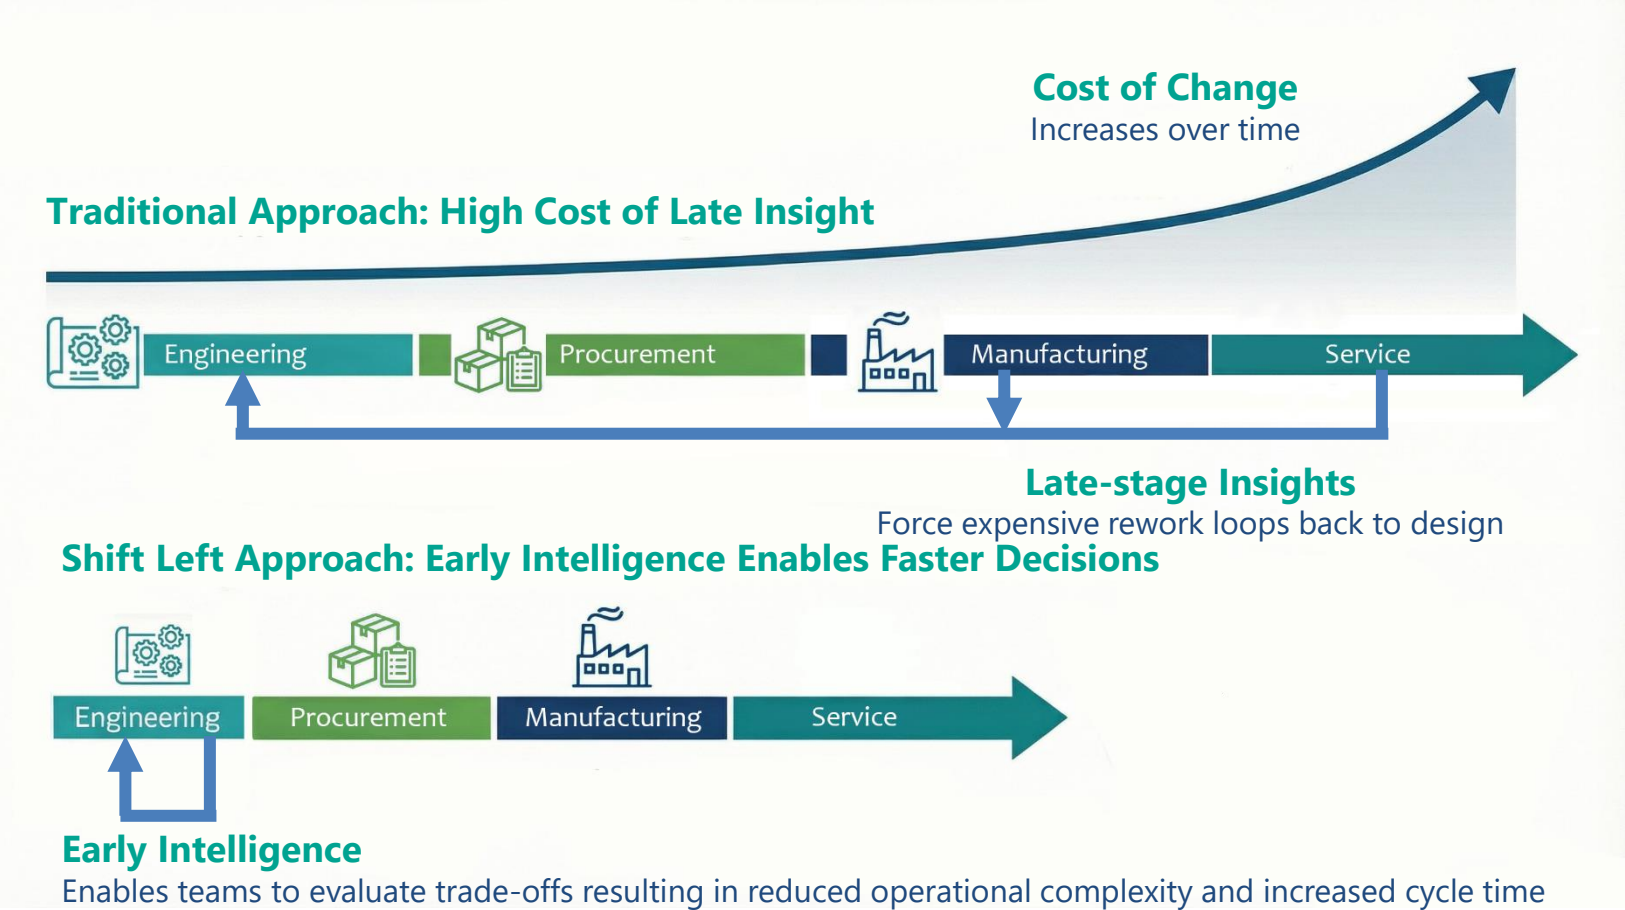 Cost of Change
Increases over time
Traditional Approach: High Cost of Late Insight
Engineering
Procurement
Manufacturing
Service
Late-stage Insights
Force expensive rework loops back to design
Shift Left Approach: Early Intelligence Enables Faster Decisions
Engineering
Procurement
Manufacturing
Service
Early Intelligence
Enables teams to evaluate trade-offs resulting in reduced operational complexity and increased cycle time